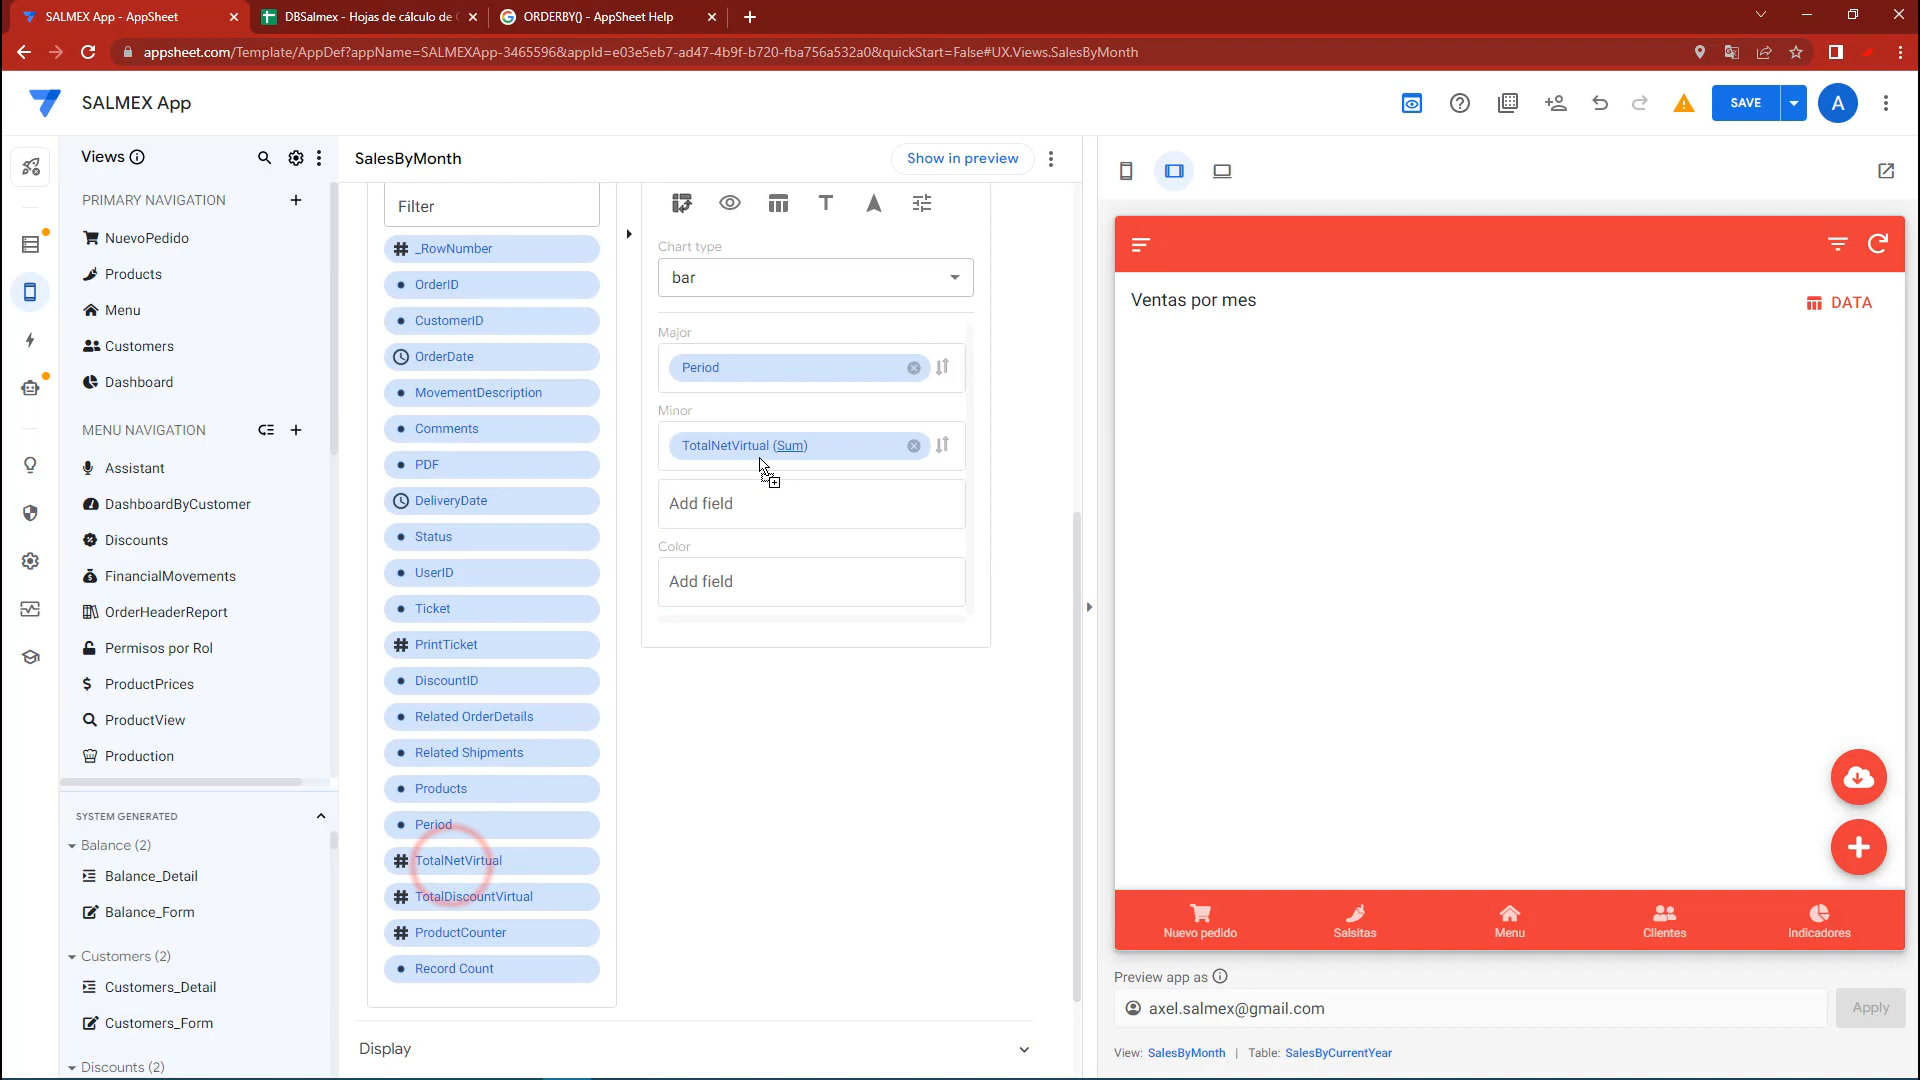 SALMEX App - AppSheet
DBSalmex - Hojas de cálculo de
ORDERBY() - AppSheet Help
appsheet.com/Template/AppDef?appName=SALMEXApp-3465596&appId=e03e5eb7-ad47-4b9f-b720-fba756a532a0&quickStart=False#UX.Views.SalesByMonth
SALMEX App
SAVE
A
Views
PRIMARY NAVIGATION
NuevoPedido
Products
Menu
Customers
Dashboard
MENU NAVIGATION
Assistant
DashboardByCustomer
Discounts
FinancialMovements
OrderHeaderReport
Permisos por Rol
ProductPrices
ProductView
Production
SYSTEM GENERATED
Balance (2)
Balance_Detail
Balance_Form
Customers (2)
Customers_Detail
Customers_Form
Discounts (2)
SalesByMonth
Show in preview
Filter
_RowNumber
OrderID
CustomerID
OrderDate
MovementDescription
Comments
PDF
DeliveryDate
Status
UserID
Ticket
PrintTicket
DiscountID
Related OrderDetails
Related Shipments
Products
Period
TotalNetVirtual
TotalDiscountVirtual
ProductCounter
Record Count
Chart type
bar
Major
Period
Minor
TotalNetVirtual (Sum)
Add field
Color
Add field
Display
Ventas por mes
DATA
Nuevo pedido
Salsitas
Menu
Clientes
Indicadores
Preview app as
axel.salmex@gmail.com
Apply
View: SalesByMonth | Table: SalesByCurrentYear